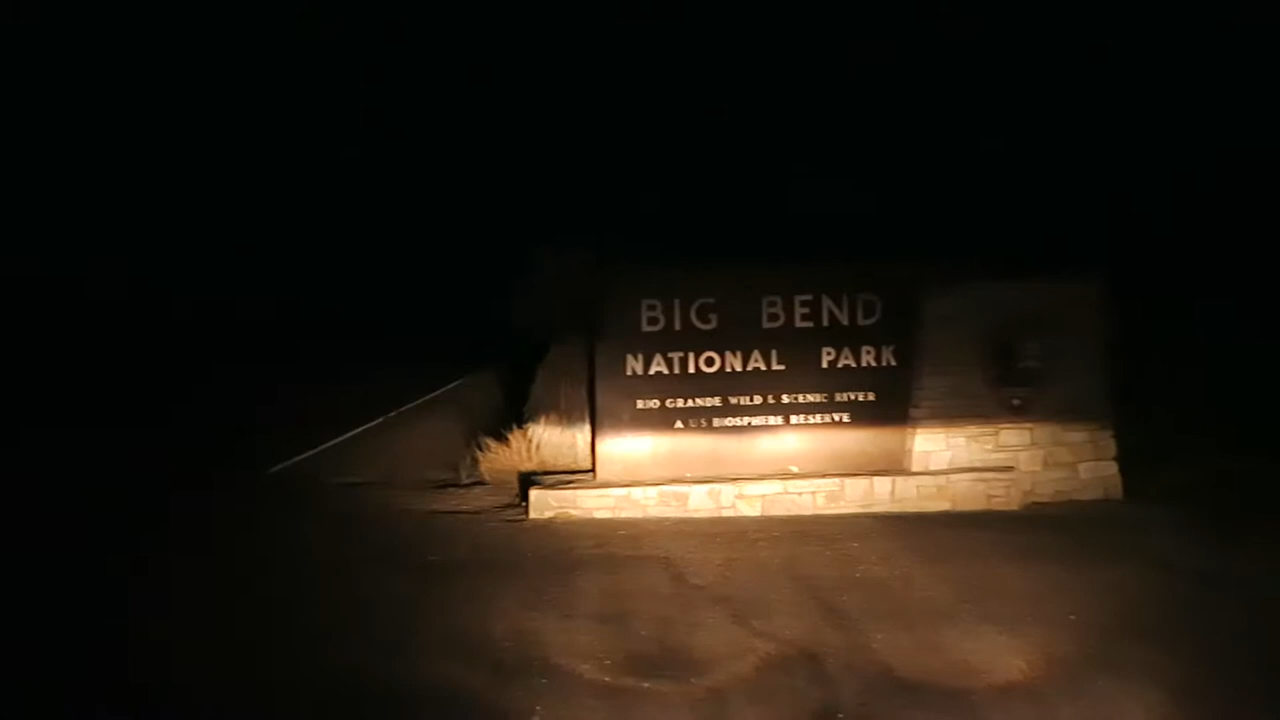 BIG BEND
NATIONAL PARK
RIO GRANDE WILD & SCENIC RIVER
A US BIOSPHERE RESERVE